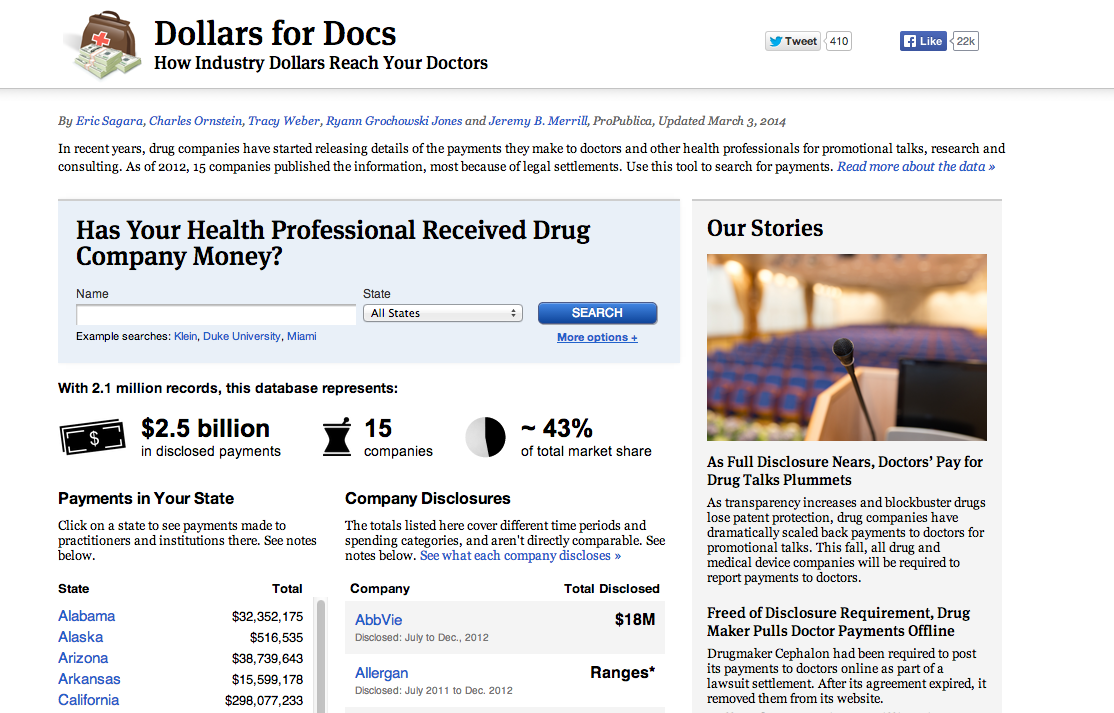 Dollars for Docs
How Industry Dollars Reach Your Doctors
Tweet 410
Like 22k
By Eric Sagara, Charles Ornstein, Tracy Weber, Ryann Grochowski Jones and Jeremy B. Merrill, ProPublica, Updated March 3, 2014
In recent years, drug companies have started releasing details of the payments they make to doctors and other health professionals for promotional talks, research and
consulting. As of 2012, 15 companies published the information, most because of legal settlements. Use this tool to search for payments. Read more about the data »
Has Your Health Professional Received Drug
Company Money?
Name
State
All States
SEARCH
Example searches: Klein, Duke University, Miami
More options +
With 2.1 million records, this database represents:
$
$2.5 billion
in disclosed payments
15
companies
~ 43%
of total market share
Payments in Your State
Click on a state to see payments made to
practitioners and institutions there. See notes
below.
State Total
Alabama $32,352,175
Alaska $516,535
Arizona $38,739,643
Arkansas $15,599,178
California $298,077,233
Company Disclosures
The totals listed here cover different time periods and
spending categories, and aren't directly comparable. See
notes below. See what each company discloses »
Company Total Disclosed
AbbVie $18M
Disclosed: July to Dec., 2012
Allergan Ranges*
Disclosed: July 2011 to Dec. 2012
Our Stories
As Full Disclosure Nears, Doctors' Pay for
Drug Talks Plummets
As transparency increases and blockbuster drugs
lose patent protection, drug companies have
dramatically scaled back payments to doctors for
promotional talks. This fall, all drug and
medical device companies will be required to
report payments to doctors.
Freed of Disclosure Requirement, Drug
Maker Pulls Doctor Payments Offline
Drugmaker Cephalon had been required to post
its payments to doctors online as part of a
lawsuit settlement. After its agreement expired, it
removed them from its website.